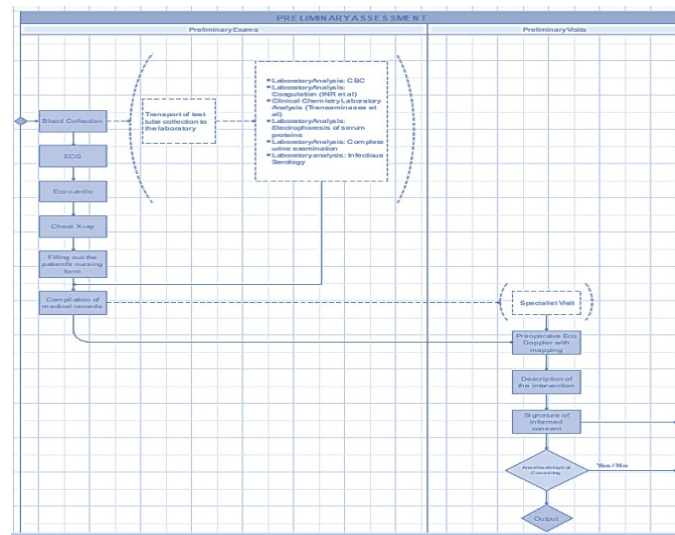 PRELIMINARY ASSESSMENT
Preliminary Exams
Preliminary Visits
Blood Collection
Transport of test
tube collection to
the laboratory
•Laboratory Analysis: CBC
•Laboratory Analysis:
Coagulation (INR et al)
•Clinical Chemistry Laboratory
Analysis (Transaminases et
al)
•Laboratory Analysis:
Electrophoresis of serum
proteins
•Laboratory Analysis: Complete
urine examination
•Laboratory analysis: Infectious
Serology
ECG
Eco-cardio
Chest X-ray
Filling out the
patient's nursing
form
Compilation of
medical records
Specialist Visit
Preoperative Eco
Doppler with
mapping
Description of
the intervention
Signature of
informed
consent
Anesthesiological
Consulting
Yes / No
Output